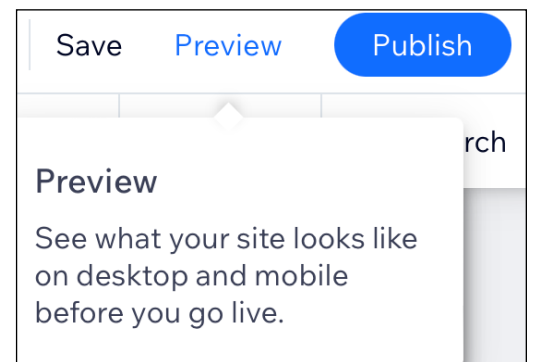 Save Preview Publish
rch
Preview
See what your site looks like
on desktop and mobile
before you go live.